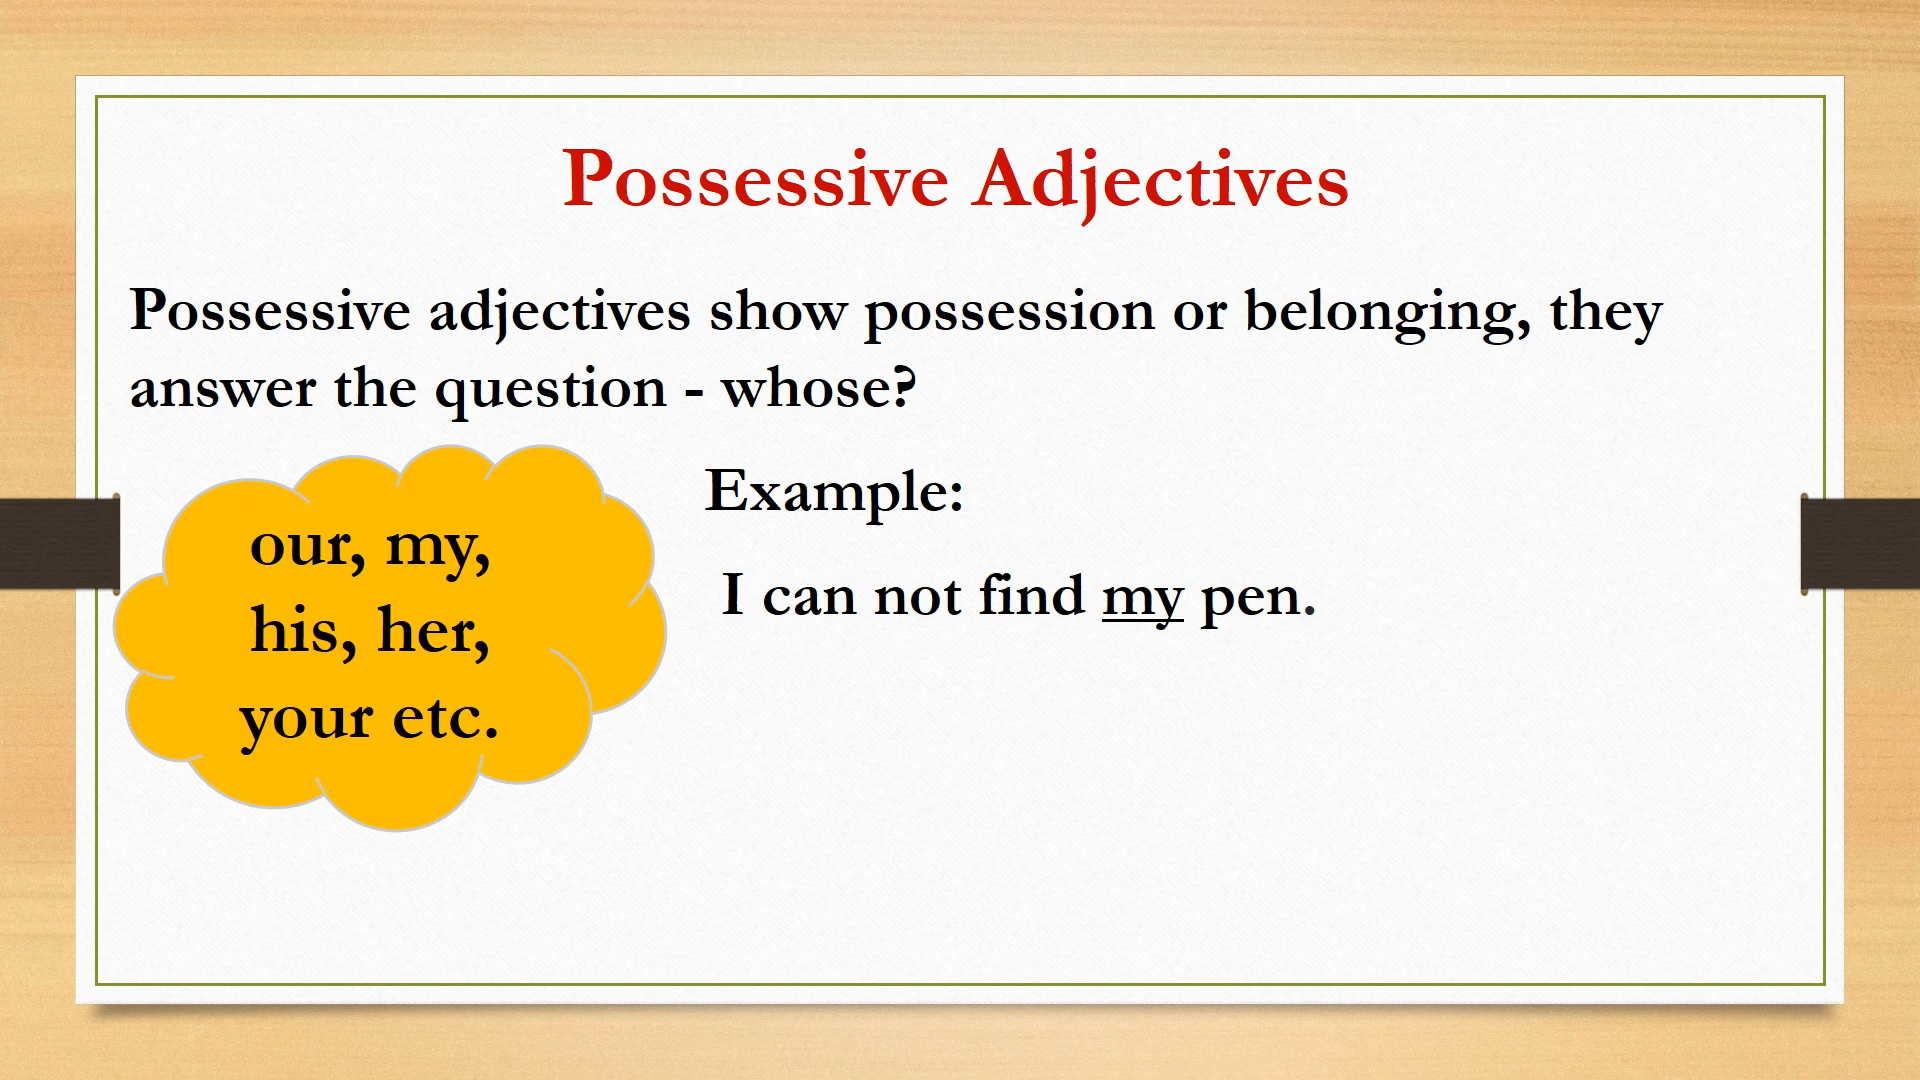 Possessive Adjectives
Possessive adjectives show possession or belonging, they
answer the question - whose?
our, my,
his, her,
your etc.
Example:
I can not find my pen.